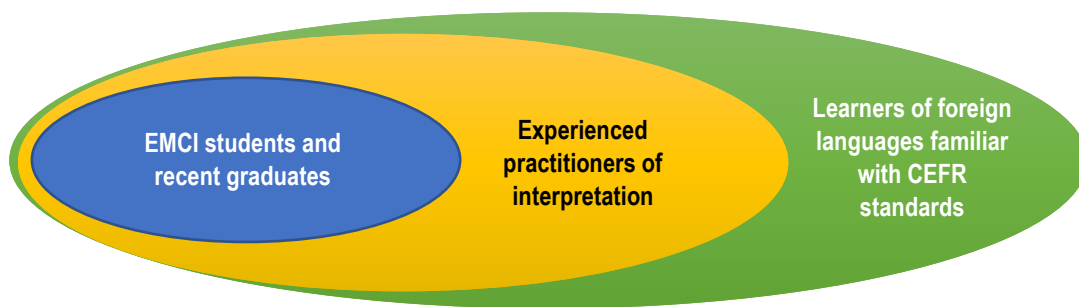 EMCI students and
recent graduates
Experienced
practitioners of
interpretation
Learners of foreign
languages familiar
with CEFR
standards